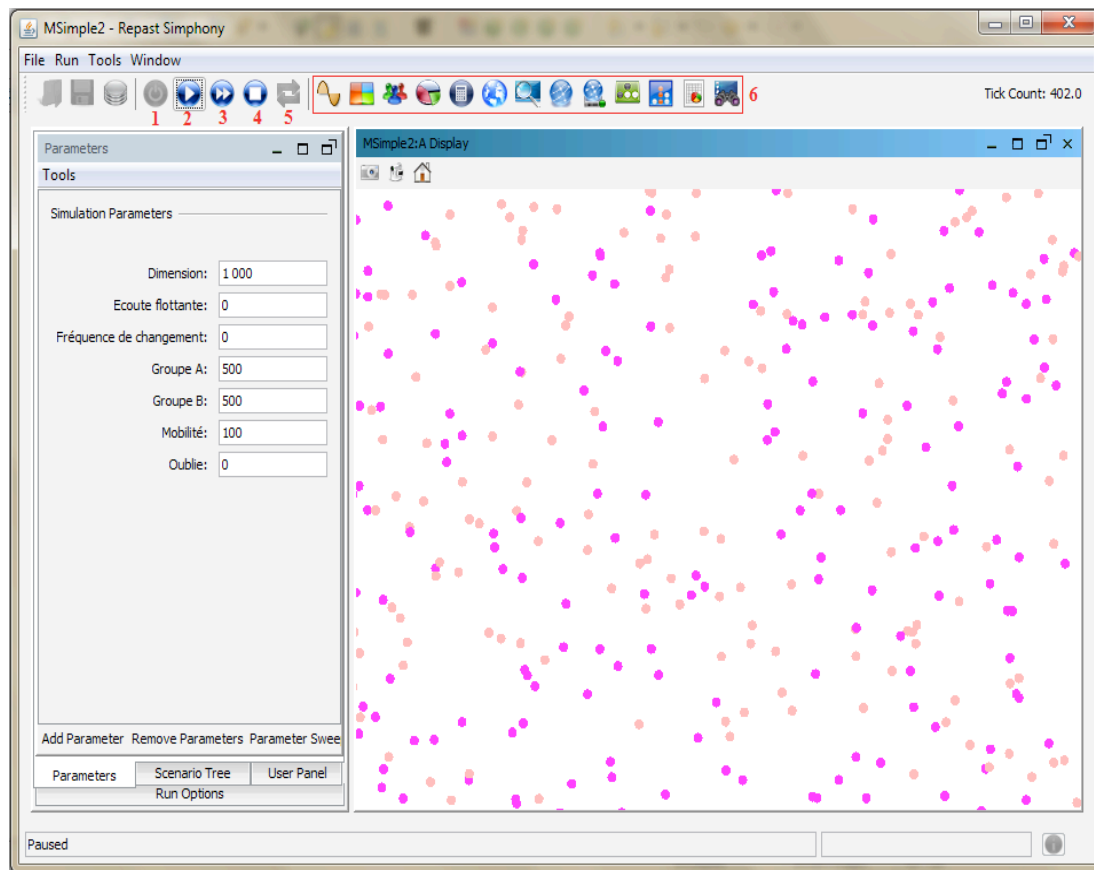 MSimple2 - Repast Simphony
File Run Tools Window
1 2 3 4 5 6
Tick Count: 402.0
Parameters
Tools
Simulation Parameters
Dimension: 1 000
Ecoute flottante: 0
Fréquence de changement: 0
Groupe A: 500
Groupe B: 500
Mobilité: 100
Oublie: 0
Add Parameter Remove Parameters Parameter Swee
Parameters Scenario Tree User Panel
Run Options
MSimple2:A Display
Paused